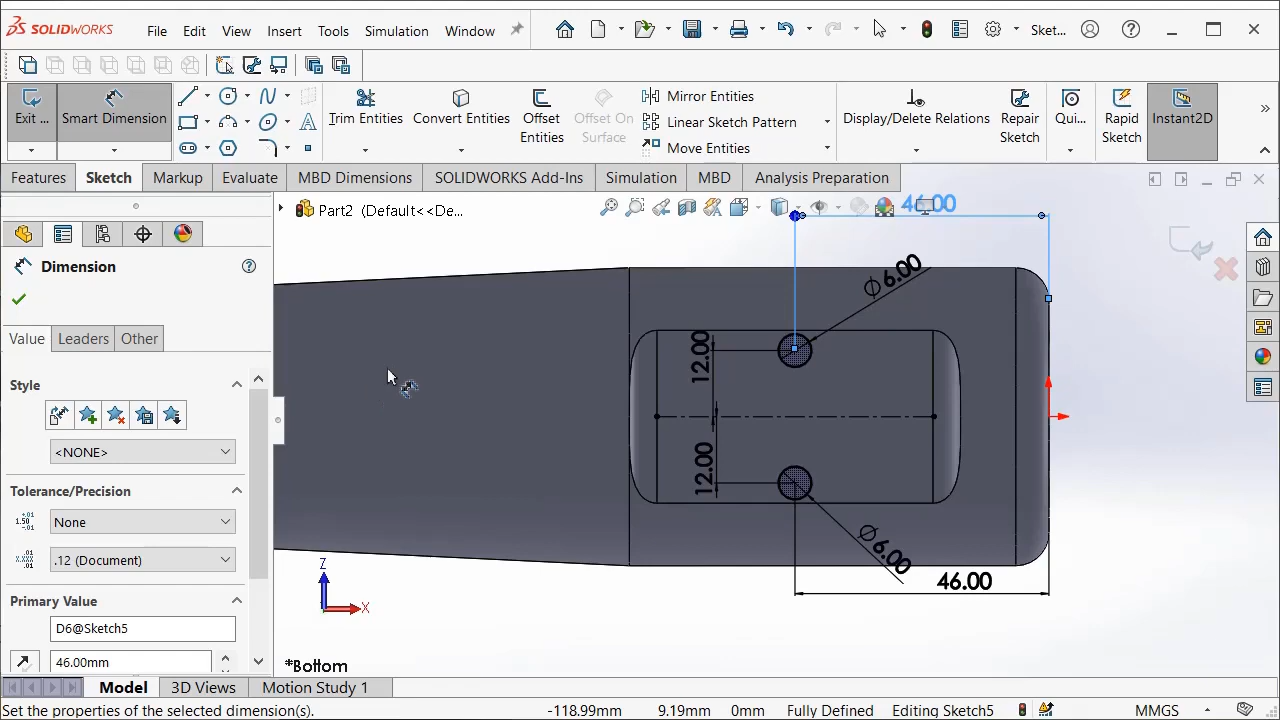 SOLIDWORKS File Edit View Insert Tools Simulation Window Sket...
Exit ... Smart Dimension Trim Entities Convert Entities Offset Entities Offset On Surface Mirror Entities Linear Sketch Pattern Move Entities Display/Delete Relations Repair Sketch Qui... Rapid Sketch Instant2D
Features Sketch Markup Evaluate MBD Dimensions SOLIDWORKS Add-Ins Simulation MBD Analysis Preparation
Part2 (Default<<De...
46.00
Dimension
Ø6.00
Value Leaders Other
12.00
Style
<NONE>
12.00
Tolerance/Precision
None
.12 (Document)
Ø6.00
46.00
Primary Value
Z
X
D6@Sketch5
46.00mm
*Bottom
Model 3D Views Motion Study 1
Set the properties of the selected dimension(s). -118.99mm 9.19mm 0mm Fully Defined Editing Sketch5 MMGS